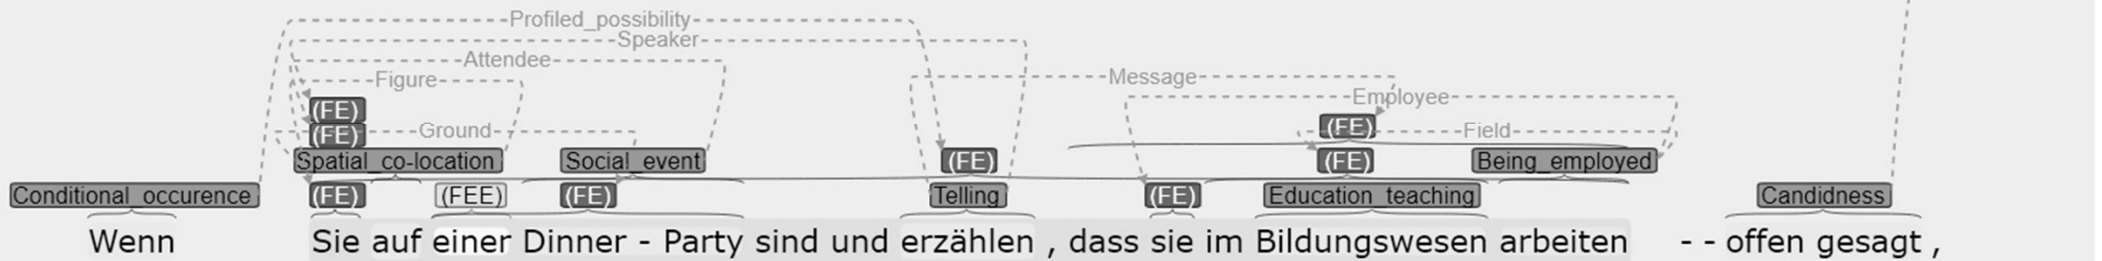 Profiled_possibility
Speaker
Attendee
Figure
Message
Employee
(FE)
(FE)
(FE)
Ground
Field
Spatial_co-location
Social_event
(FE)
(FE)
Being_employed
Conditional_occurence
(FE)
(FEE)
(FE)
Telling
(FE)
Education_teaching
Candidness
Wenn Sie auf einer Dinner - Party sind und erzählen , dass sie im Bildungswesen arbeiten - - offen gesagt ,